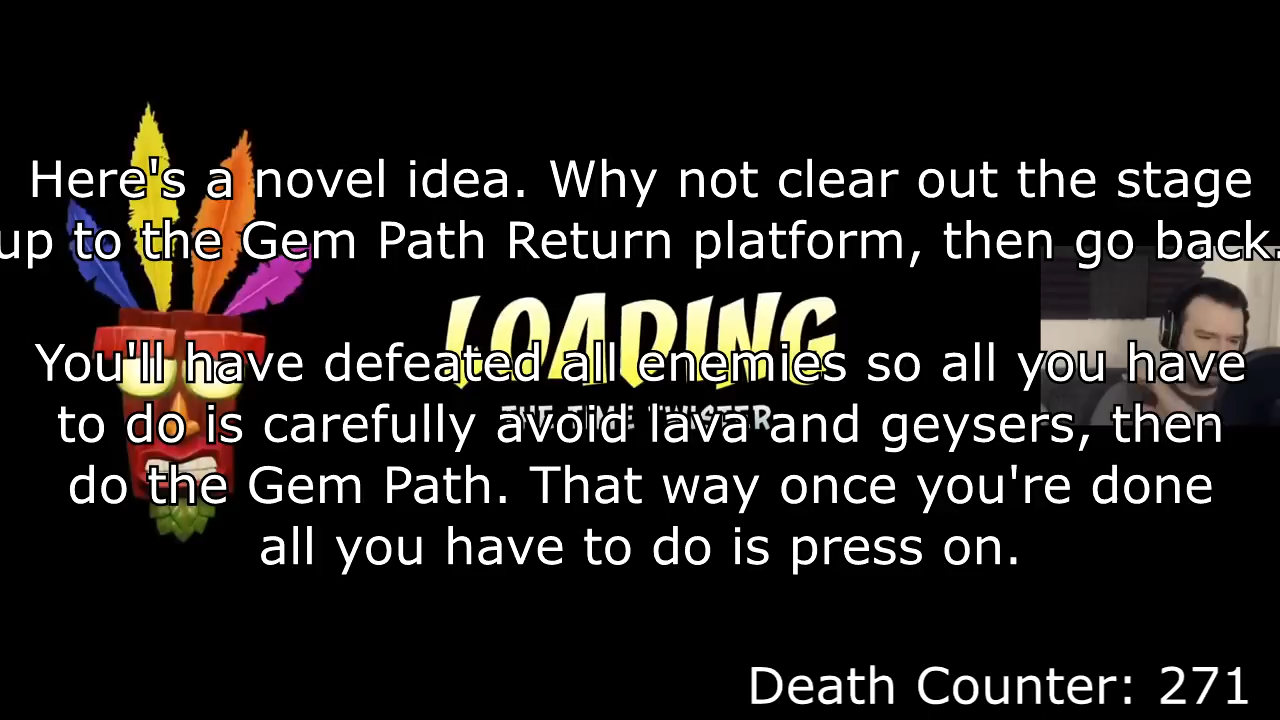 Here's a novel idea. Why not clear out the stage
up to the Gem Path Return platform, then go back.
LOADING
You'll have defeated all enemies so all you have
THE TIME TWISTER
to do is carefully avoid lava and geysers, then
do the Gem Path. That way once you're done
all you have to do is press on.
Death Counter: 271